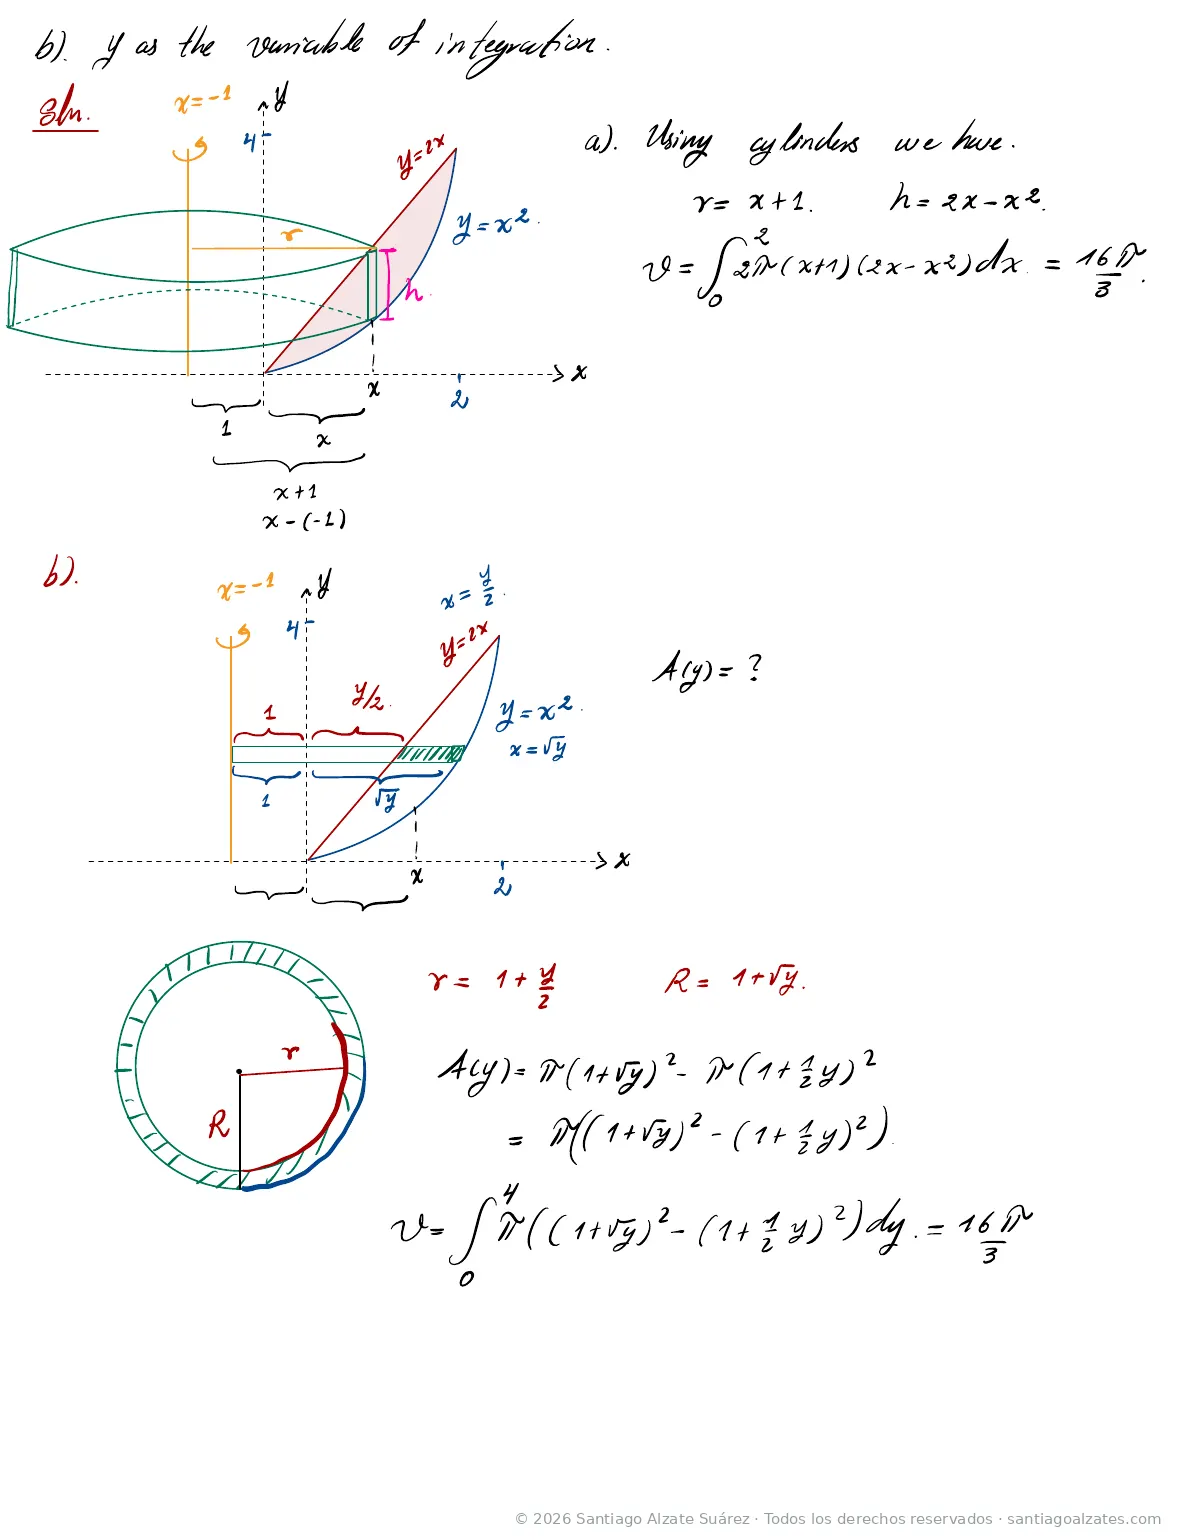 b). y as the variable of integration.
Sln.
x=-1
y
4
y=2x
y=x²
r
h.
x
x
2
1
x
x+1
x-(-1)
a). Using cylinders we have.
r= x+1. h= 2x-x².
V= ∫₀² 2π(x+1)(2x-x²)dx. = 16π/3.
b).
x=-1
y
x= y/2.
4
y=2x
1
y/2.
y=x².
x=√y
1
√y
x
x
2
A(y)= ?
r
R
r= 1+ y/2 R= 1+√y.
A(y)= π(1+√y)²- π(1+ 1/2 y)²
= π((1+√y)² - (1+ 1/2 y)²).
V= ∫₀⁴ π((1+√y)²- (1+ 1/2 y)²)dy. = 16π/3
© 2026 Santiago Alzate Suárez · Todos los derechos reservados · santiagoalzates.com